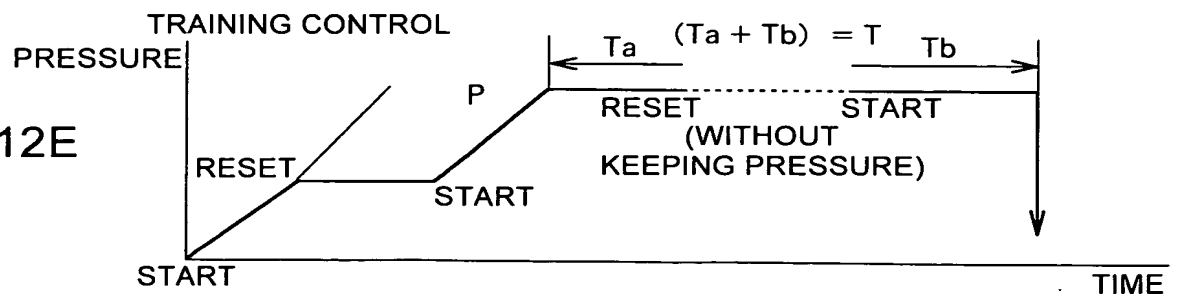 TRAINING CONTROL
PRESSURE
Ta (Ta + Tb) = T Tb
12E
P
RESET START
(WITHOUT
KEEPING PRESSURE)
RESET
START
START
TIME